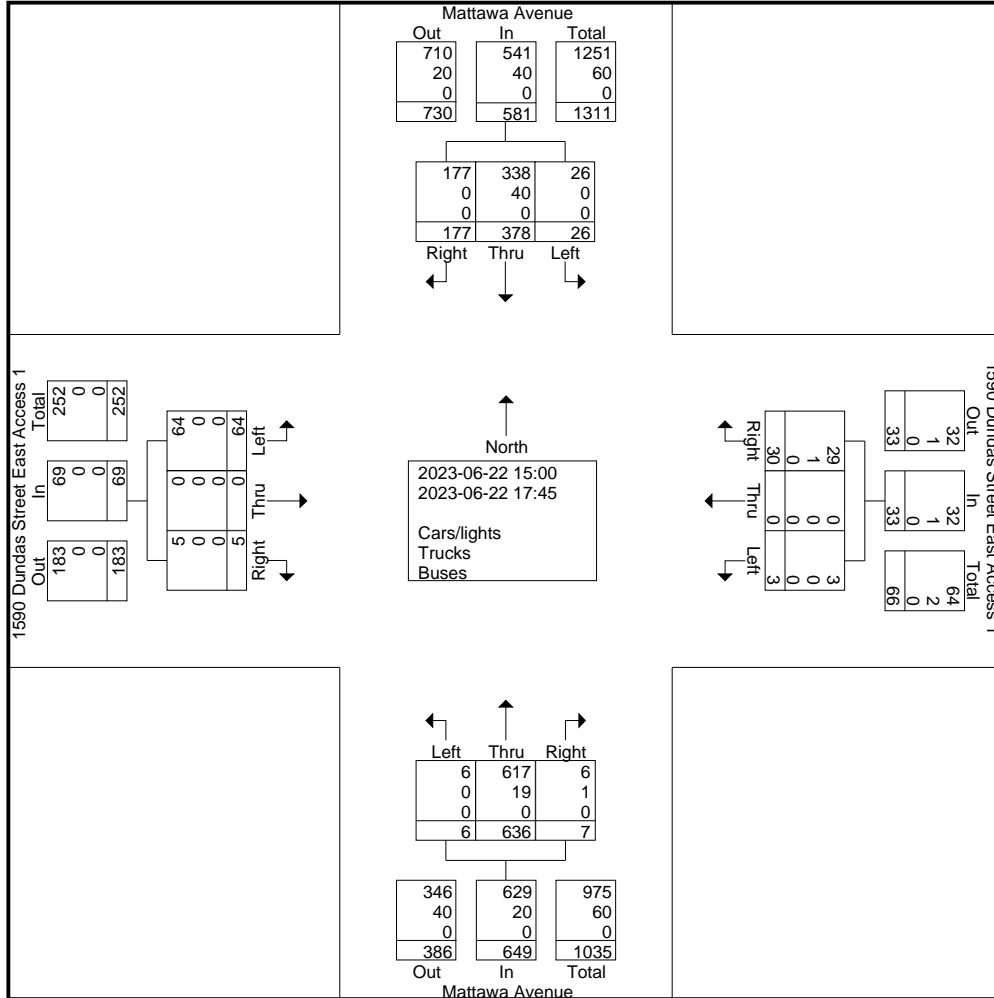 Mattawa Avenue
Out In Total
710 541 1251
20 40 60
0 0 0
730 581 1311
177 338 26
0 40 0
0 0 0
177 378 26
Right Thru Left
1590 Dundas Street East Access 1
Total
252
0
0
252
In
69
0
0
69
Out
183
0
0
183
Left
64
0
0
64
Thru
0
0
0
0
Right
5
0
0
5
North
2023-06-22 15:00
2023-06-22 17:45
Cars/lights
Trucks
Buses
Right
29
1
0
30
Thru
0
0
0
0
Left
3
0
0
3
Out
32
1
0
33
In
32
1
0
33
Total
64
2
0
66
1590 Dundas Street East Access 1
Left Thru Right
6 617 6
0 19 1
0 0 0
6 636 7
346 629 975
40 20 60
0 0 0
386 649 1035
Out In Total
Mattawa Avenue